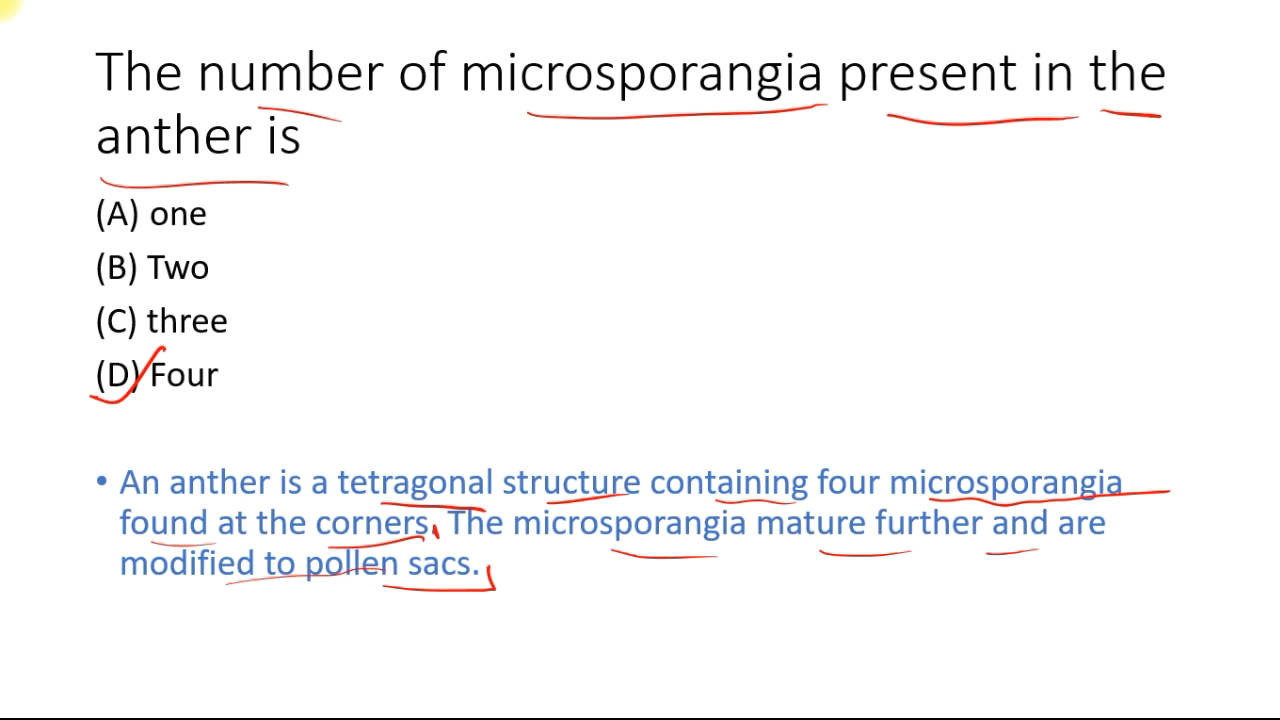 The number of microsporangia present in the
anther is
(A) one
(B) Two
(C) three
(D) Four
• An anther is a tetragonal structure containing four microsporangia
found at the corners. The microsporangia mature further and are
modified to pollen sacs.